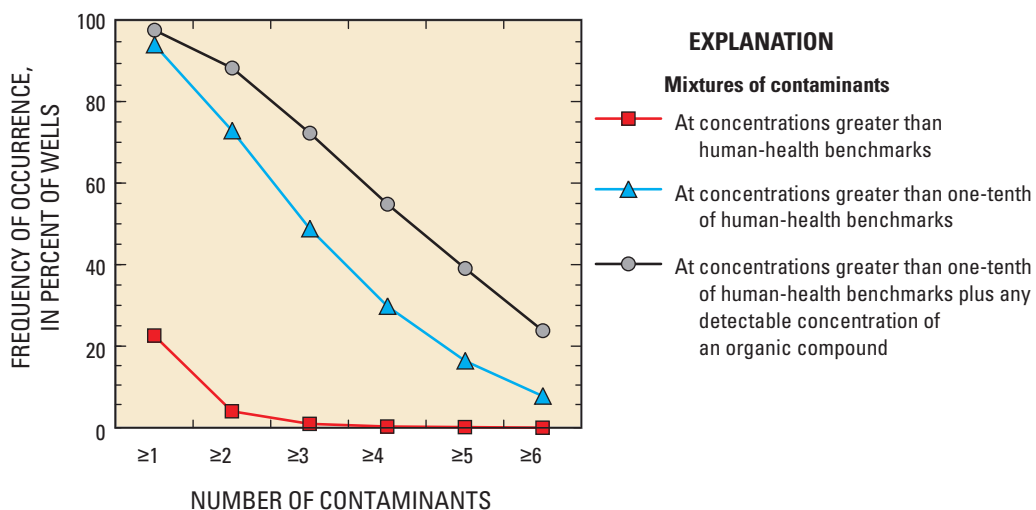 FREQUENCY OF OCCURRENCE,
IN PERCENT OF WELLS
100
80
60
40
20
0
≥1 ≥2 ≥3 ≥4 ≥5 ≥6
NUMBER OF CONTAMINANTS
EXPLANATION
Mixtures of contaminants
At concentrations greater than
human-health benchmarks
At concentrations greater than one-tenth
of human-health benchmarks
At concentrations greater than one-tenth
of human-health benchmarks plus any
detectable concentration of
an organic compound